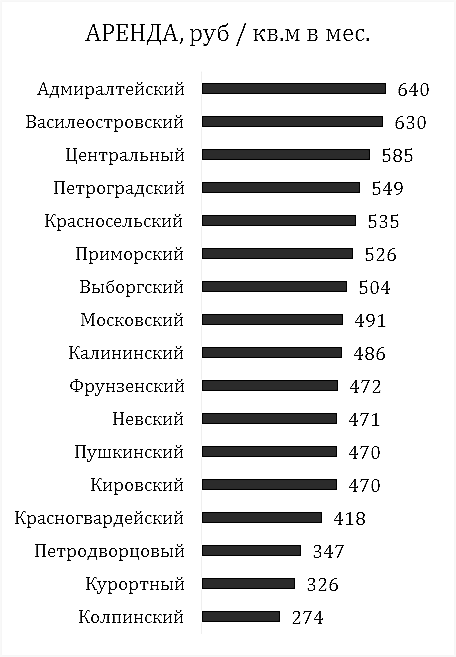 АРЕНДА, руб / кв.м в мес.
Адмиралтейский 640
Василеостровский 630
Центральный 585
Петроградский 549
Красносельский 535
Приморский 526
Выборгский 504
Московский 491
Калининский 486
Фрунзенский 472
Невский 471
Пушкинский 470
Кировский 470
Красногвардейский 418
Петродворцовый 347
Курортный 326
Колпинский 274